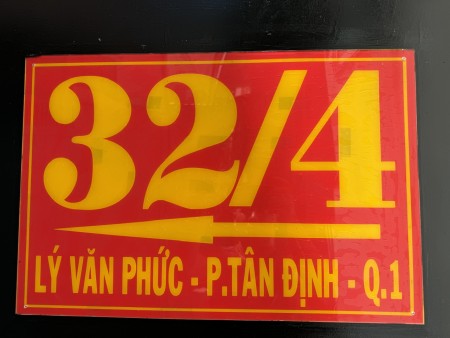 32/4
LÝ VĂN PHỨC - P.TÂN ĐỊNH - Q.1